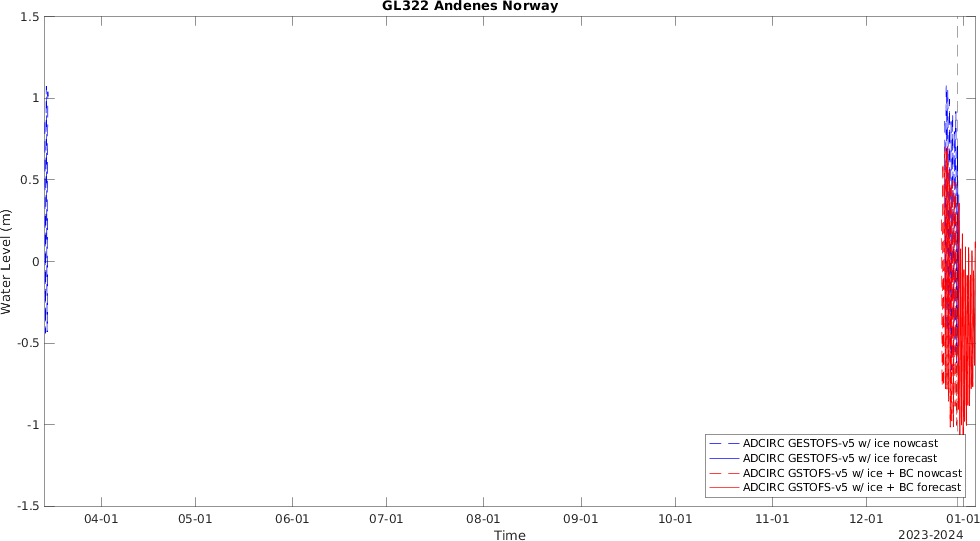 GL322 Andenes Norway
1.5
1
0.5
0
-0.5
-1
-1.5
Water Level (m)
ADCIRC GESTOFS-v5 w/ ice nowcast
ADCIRC GESTOFS-v5 w/ ice forecast
ADCIRC GSTOFS-v5 w/ ice + BC nowcast
ADCIRC GSTOFS-v5 w/ ice + BC forecast
04-01 05-01 06-01 07-01 08-01 09-01 10-01 11-01 12-01 01-01
Time
2023-2024